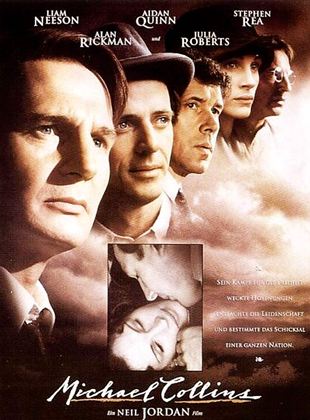 LIAM NEESON
AIDAN QUINN
STEPHEN REA
ALAN RICKMAN
und
JULIA ROBERTS
SEIN KAMPF FÜR DIE FREIHEIT
WECKTE HOFFNUNGEN,
ENTFACHTE DIE LEIDENSCHAFT
UND BESTIMMTE DAS SCHICKSAL
EINER GANZEN NATION.
Michael Collins
EIN NEIL JORDAN Film